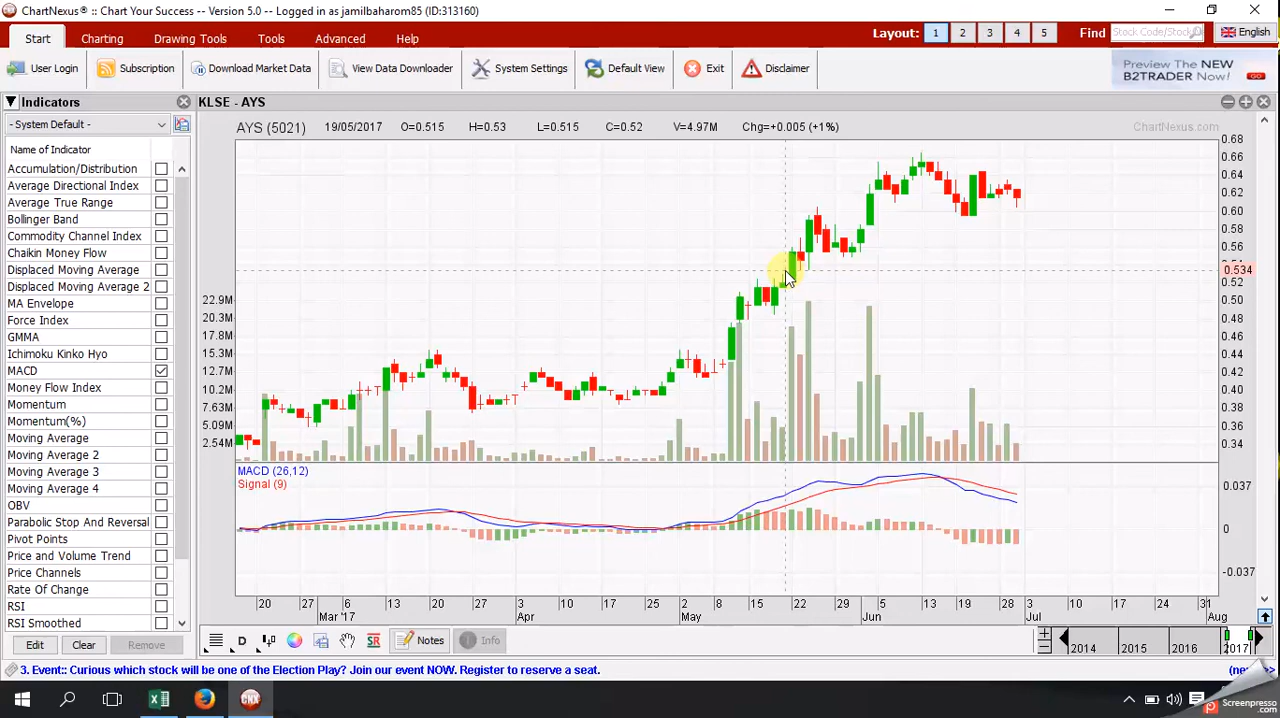 ChartNexus® :: Chart Your Success -- Version 5.0 -- Logged in as jamilbaharom85 (ID:313160)
Start Charting Drawing Tools Tools Advanced Help Layout: 1 2 3 4 5 Find Stock Code/Stock English
User Login Subscription Download Market Data View Data Downloader System Settings Default View Exit Disclaimer
Preview The NEW
B2TRADER Now! GO
Indicators
KLSE - AYS
- System Default -
AYS (5021) 19/05/2017 O=0.515 H=0.53 L=0.515 C=0.52 V=4.97M Chg=+0.005 (+1%) ChartNexus.com
Name of Indicator
Accumulation/Distribution
Average Directional Index
Average True Range
Bollinger Band
Commodity Channel Index
Chaikin Money Flow
Displaced Moving Average
Displaced Moving Average 2
MA Envelope
Force Index
GMMA
Ichimoku Kinko Hyo
MACD
Money Flow Index
Momentum
Momentum(%)
Moving Average
Moving Average 2
Moving Average 3
Moving Average 4
OBV
Parabolic Stop And Reversal
Pivot Points
Price and Volume Trend
Price Channels
Rate Of Change
RSI
RSI Smoothed
Edit Clear Remove
22.9M
20.3M
17.8M
15.3M
12.7M
10.2M
7.63M
5.09M
2.54M
0.68
0.66
0.64
0.62
0.60
0.58
0.56
0.534
0.52
0.50
0.48
0.46
0.44
0.42
0.40
0.38
0.36
0.34
MACD (26,12)
Signal (9)
0.037
0
-0.037
20 27 6 13 20 27 3 10 17 25 2 8 15 22 29 5 13 19 28 3 10 17 24 31
Mar '17 Apr May Jun Jul Aug
D SR Notes Info 2014 2015 2016 2017
3. Event:: Curious which stock will be one of the Election Play? Join our event NOW. Register to reserve a seat.
Screenpresso
.com